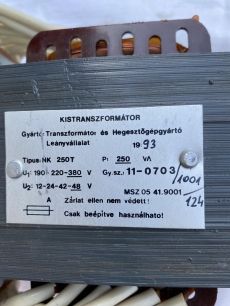 KISTRANSZFORMÁTOR
Gyártó: Transzformátor és Hegesztőgépgyártó
Leányvállalat 1993
Típus: NK 250T P: 250 VA
U₁: 190-220-380 V Gy.sz.: 11-0703/1001
U₂: 12-24-42-48 V MSZ 05 41.9001 124
A Zárlat ellen nem védett!
Csak beépítve használható!